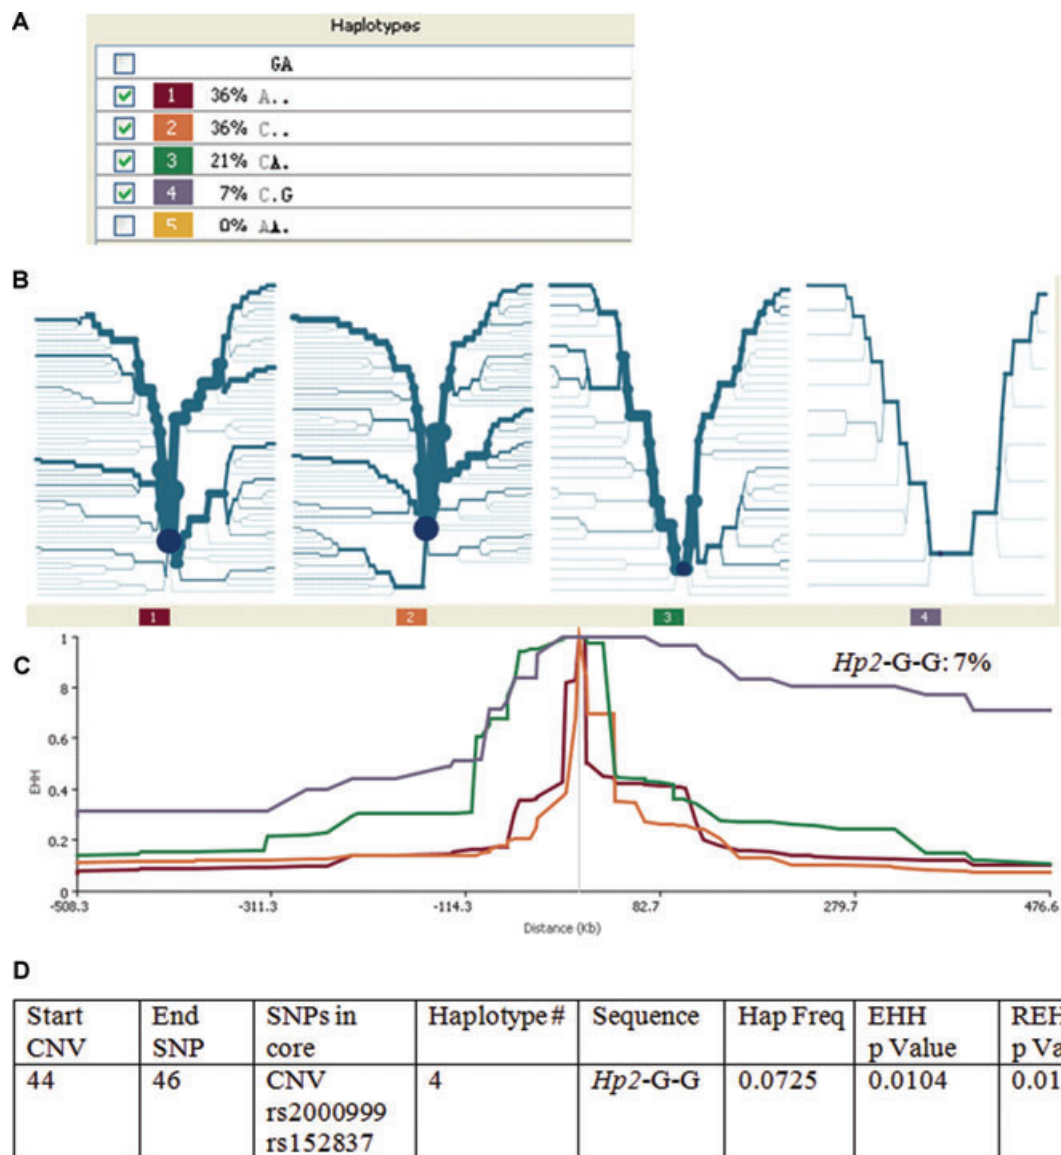 A
Haplotypes
GA
1 36% A..
2 36% C..
3 21% CA.
4 7% C.G
5 0% AA.
B
1 2 3 4
C
Hp2-G-G: 7%
1
8
0.6
0.4
0.2
0
EHH
-508.3 -311.3 -114.3 82.7 279.7 476.6
Distance (Kb)
D
Start CNV
End SNP
SNPs in core
Haplotype #
Sequence
Hap Freq
EHH p Value
44
46
CNV
rs2000999
rs152837
4
Hp2-G-G
0.0725
0.0104